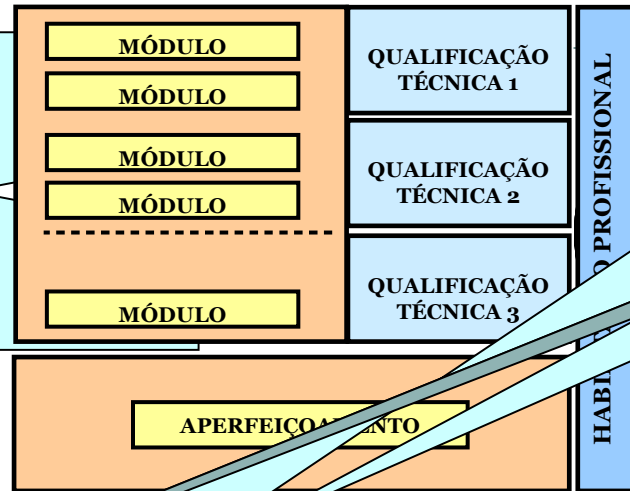 MÓDULO
MÓDULO
MÓDULO
MÓDULO
MÓDULO
QUALIFICAÇÃO
TÉCNICA 1
QUALIFICAÇÃO
TÉCNICA 2
QUALIFICAÇÃO
TÉCNICA 3
PROFISSIONAL